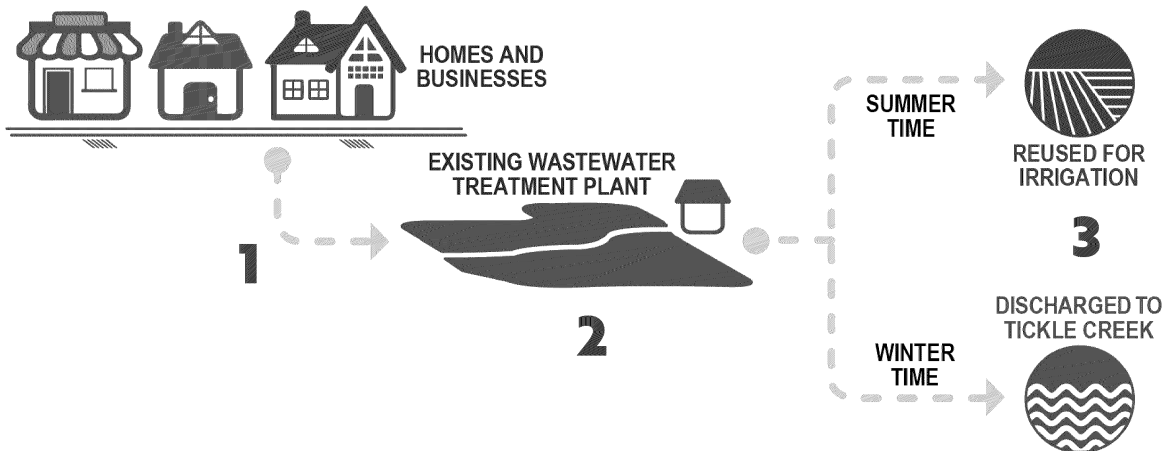 HOMES AND
BUSINESSES
1
EXISTING WASTEWATER
TREATMENT PLANT
2
SUMMER
TIME
REUSED FOR
IRRIGATION
3
WINTER
TIME
DISCHARGED TO
TICKLE CREEK